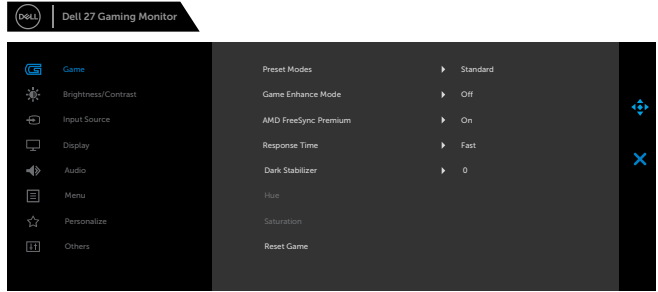 DELL
Dell 27 Gaming Monitor
Game
Preset Modes Standard
Brightness/Contrast
Game Enhance Mode Off
Input Source
AMD FreeSync Premium On
Display
Response Time Fast
Audio
Dark Stabilizer 0
Menu
Hue
Personalize
Saturation
Others
Reset Game